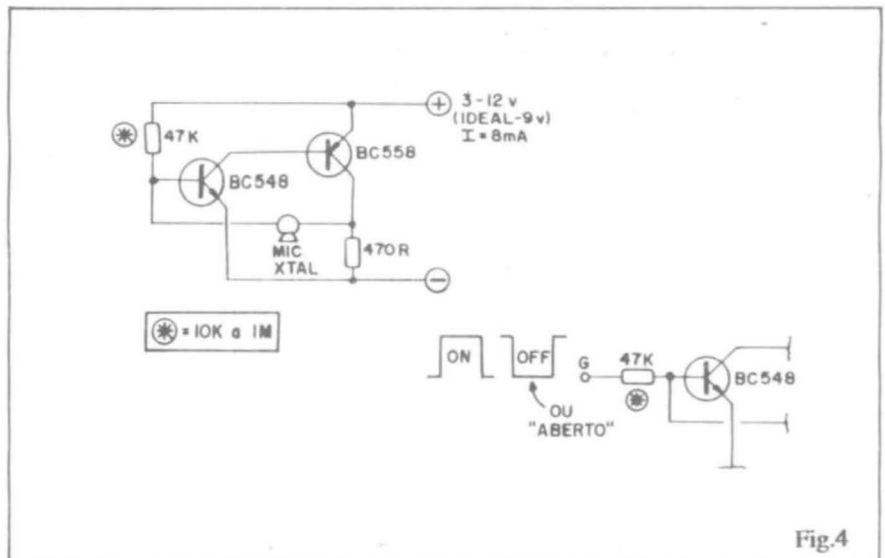 3-12 v
(IDEAL-9v)
I = 8mA
47K
BC548
BC558
MIC
XTAL
470R
= 10K a 1M
ON
OFF
G
47K
BC548
OU
"ABERTO"
Fig.4